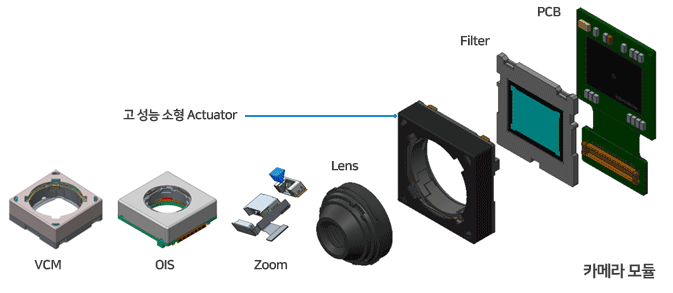 PCB
Filter
고 성능 소형 Actuator
Lens
VCM
OIS
Zoom
카메라 모듈